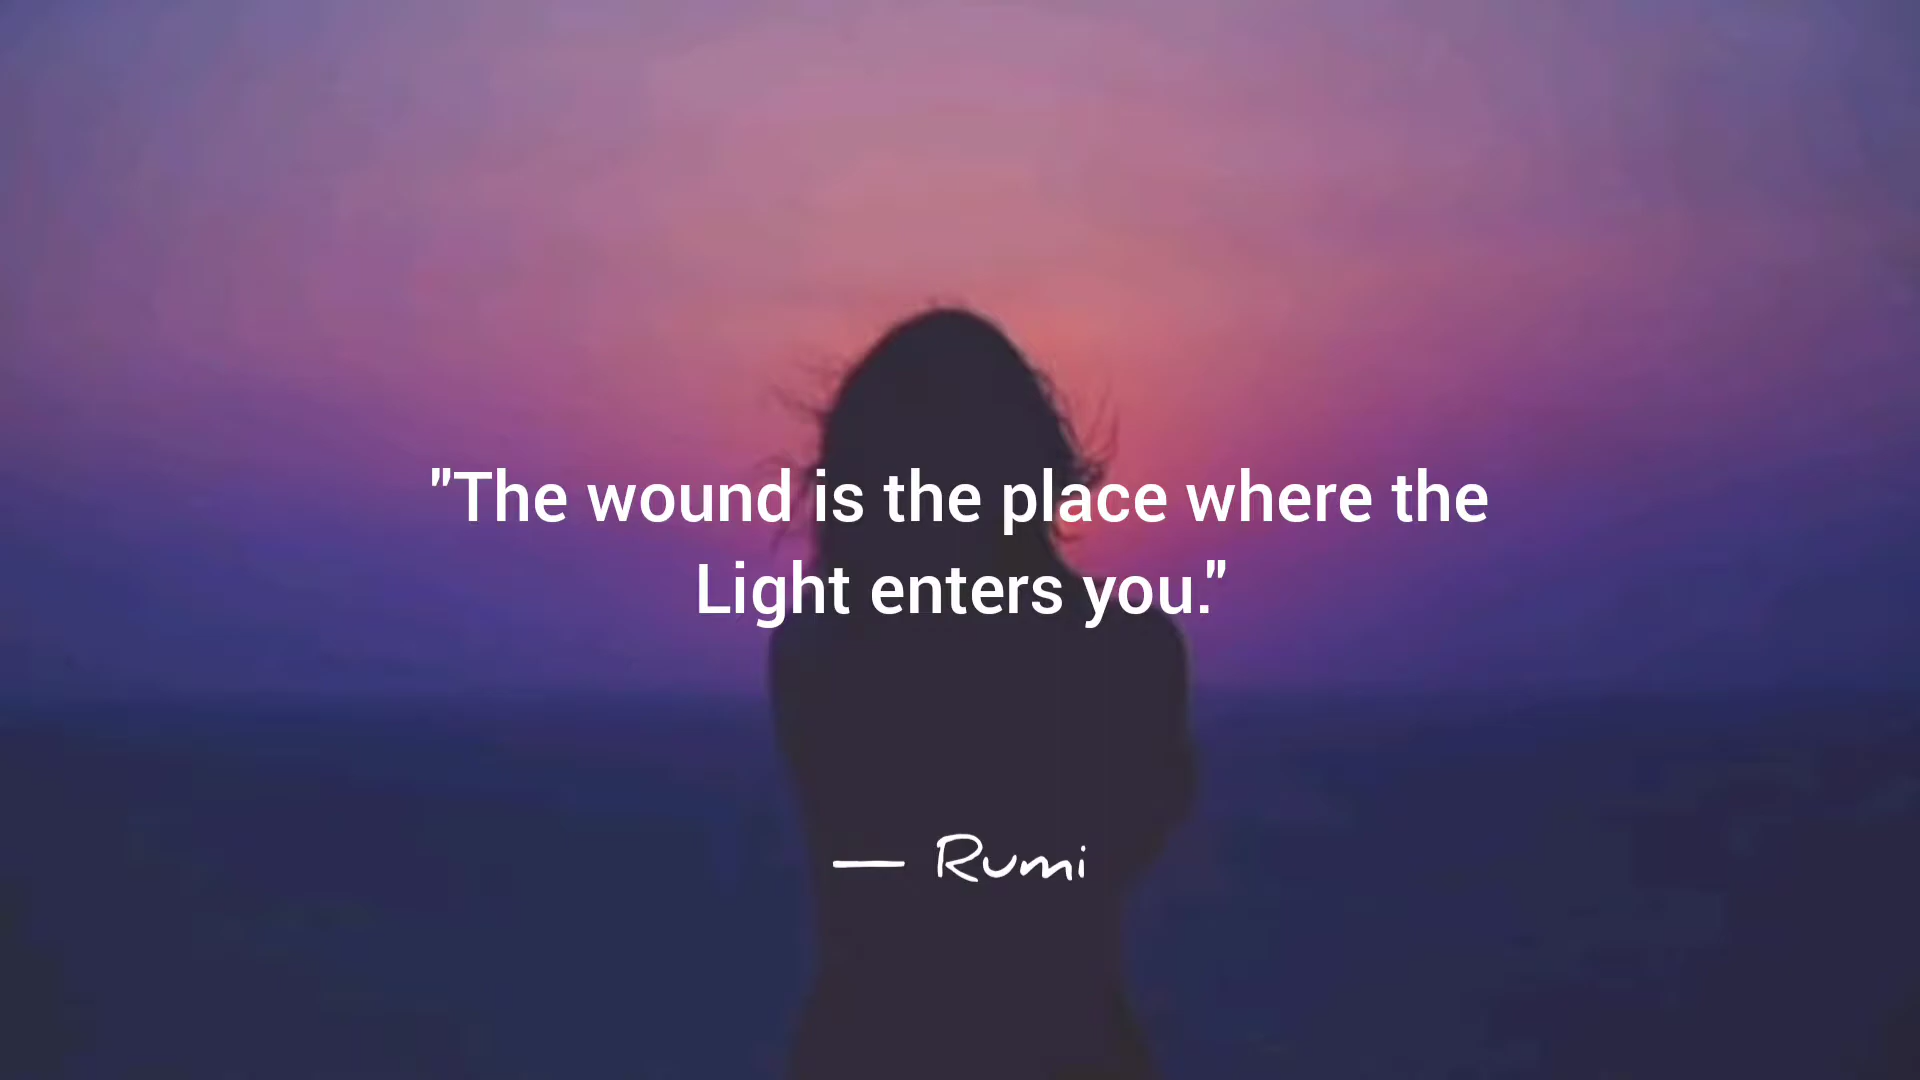 "The wound is the place where the
Light enters you."
— Rumi